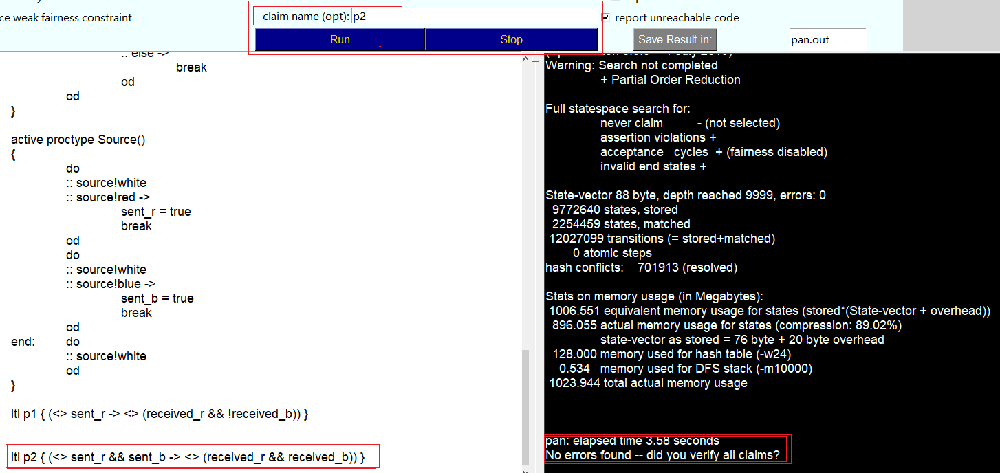 ce weak fairness constraint
claim name (opt): p2
report unreachable code
Run
Stop
Save Result in:
pan.out
:: else ->
break
od
od
}
active proctype Source()
{
do
:: source!white
:: source!red ->
sent_r = true
break
od
do
:: source!white
:: source!blue ->
sent_b = true
break
od
end: do
:: source!white
od
}
ltl p1 { (<> sent_r -> <> (received_r && !received_b)) }
ltl p2 { (<> sent_r && sent_b -> <> (received_r && received_b)) }
Warning: Search not completed
+ Partial Order Reduction
Full statespace search for:
never claim - (not selected)
assertion violations +
acceptance cycles + (fairness disabled)
invalid end states +
State-vector 88 byte, depth reached 9999, errors: 0
9772640 states, stored
2254459 states, matched
12027099 transitions (= stored+matched)
0 atomic steps
hash conflicts: 701913 (resolved)
Stats on memory usage (in Megabytes):
1006.551 equivalent memory usage for states (stored*(State-vector + overhead))
896.055 actual memory usage for states (compression: 89.02%)
state-vector as stored = 76 byte + 20 byte overhead
128.000 memory used for hash table (-w24)
0.534 memory used for DFS stack (-m10000)
1023.944 total actual memory usage
pan: elapsed time 3.58 seconds
No errors found -- did you verify all claims?